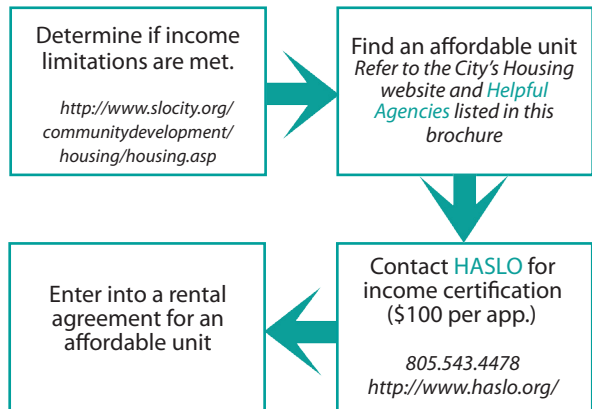 Determine if income
limitations are met.
http://www.slocity.org/
communitydevelopment/
housing/housing.asp
Find an affordable unit
Refer to the City's Housing
website and Helpful
Agencies listed in this
brochure
Contact HASLO for
income certification
($100 per app.)
805.543.4478
http://www.haslo.org/
Enter into a rental
agreement for an
affordable unit